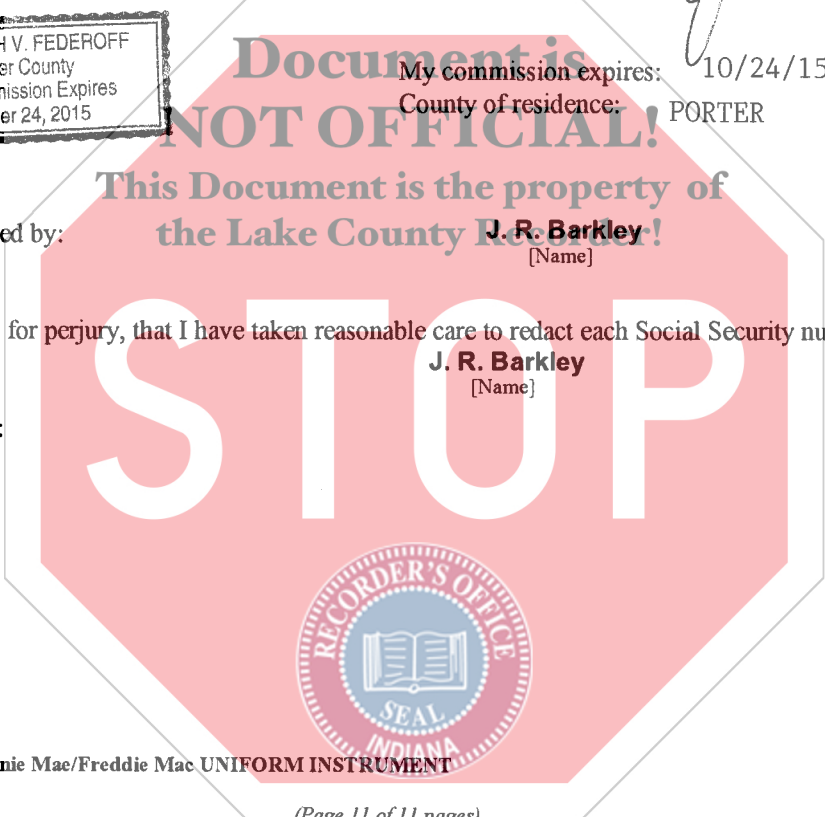 H V. FEDEROFF
er County
mission Expires
er 24, 2015
Document is
NOT OFFICIAL!
This Document is the property of
the Lake County Recorder!
My commission expires: 10/24/15
County of residence: PORTER
ed by:
J. R. Barkley
[Name]
for perjury, that I have taken reasonable care to redact each Social Security nu
J. R. Barkley
[Name]
:
STOP
RECORDER'S OFFICE
SEAL
INDIANA
nie Mae/Freddie Mac UNIFORM INSTRUMENT
(Page 11 of 11 pages)